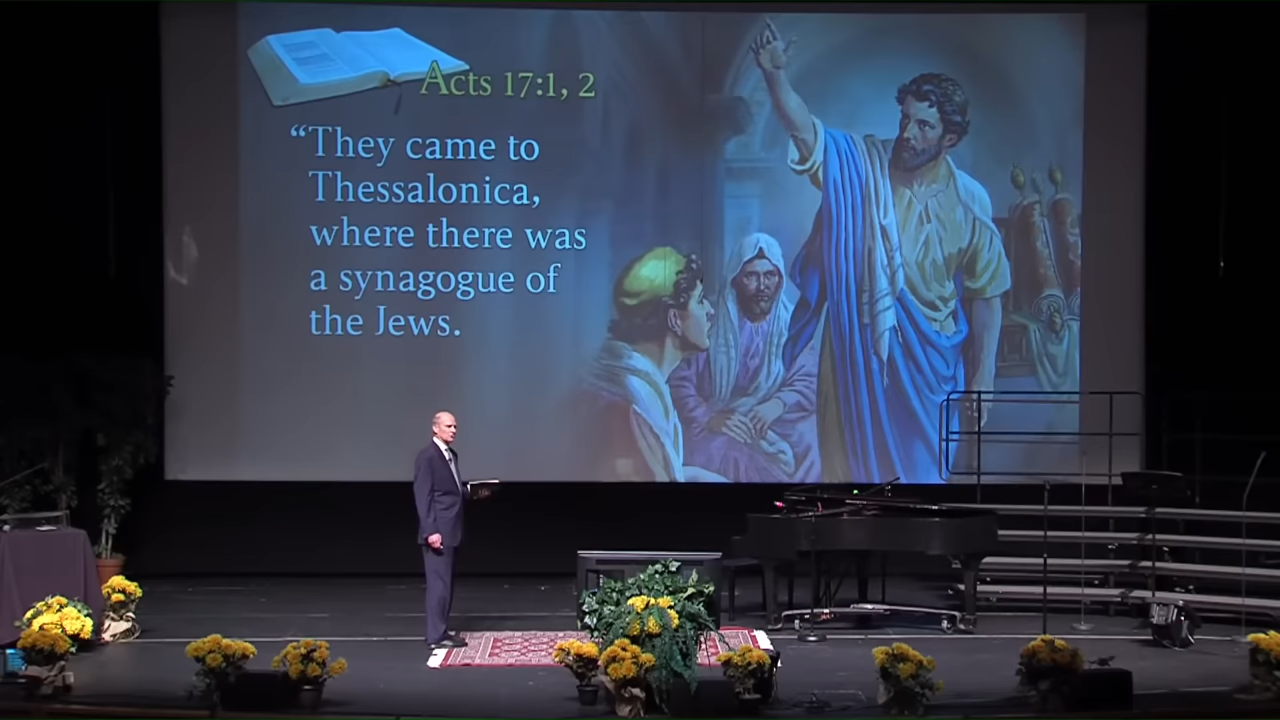 Acts 17:1, 2
“They came to
Thessalonica,
where there was
a synagogue of
the Jews.